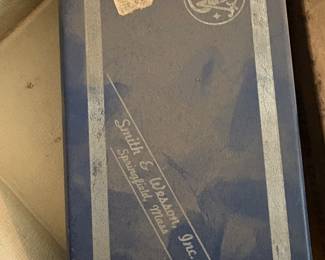 Smith & Wesson, Inc.
Springfield, Mass